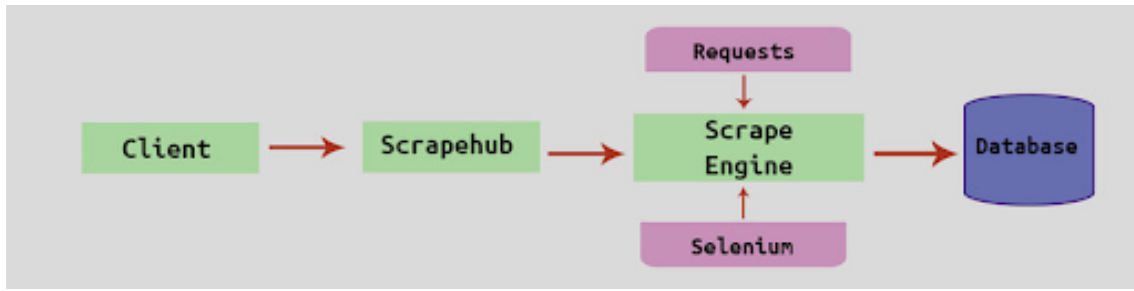 Requests
Client
Scrapehub
Scrape
Engine
Database
Selenium